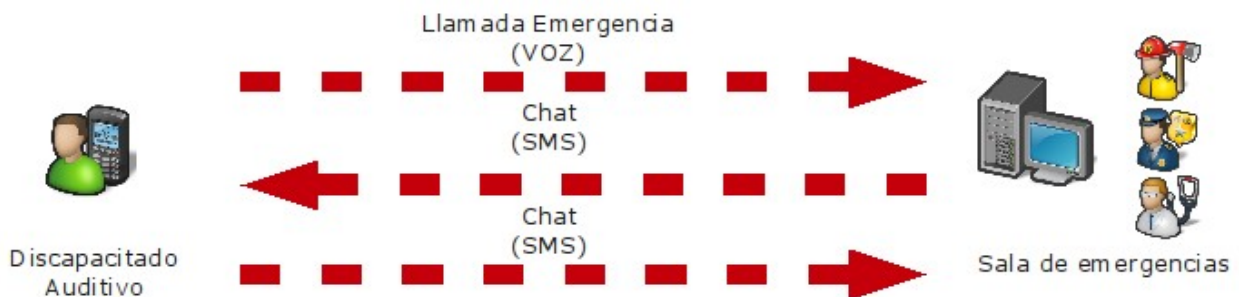 Llamada Emergencia
(VOZ)
Chat
(SMS)
Chat
(SMS)
Discapacitado
Auditivo
Sala de emergencias